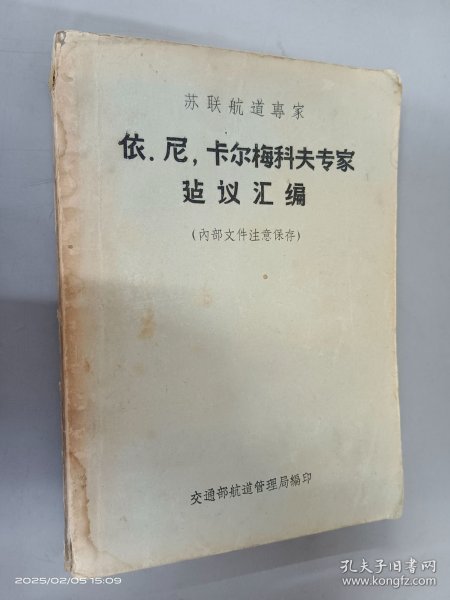 苏联航道專家
依.尼,卡尔梅科夫专家
建议汇编
(內部文件注意保存)
交通部航道管理局編印
2025/02/05 15:09
孔夫子旧书网
www.kongfz.com